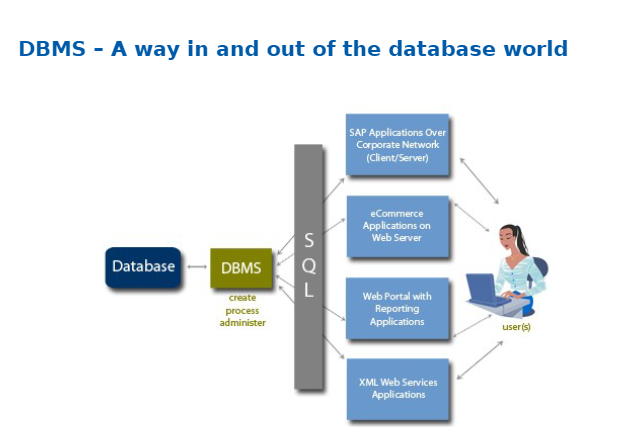 DBMS – A way in and out of the database world
SAP Applications Over
Corporate Network
(Client/Server)
eCommerce
Applications on
Web Server
S
Q
L
Database
DBMS
create
process
administer
Web Portal with
Reporting
Applications
user(s)
XML Web Services
Applications